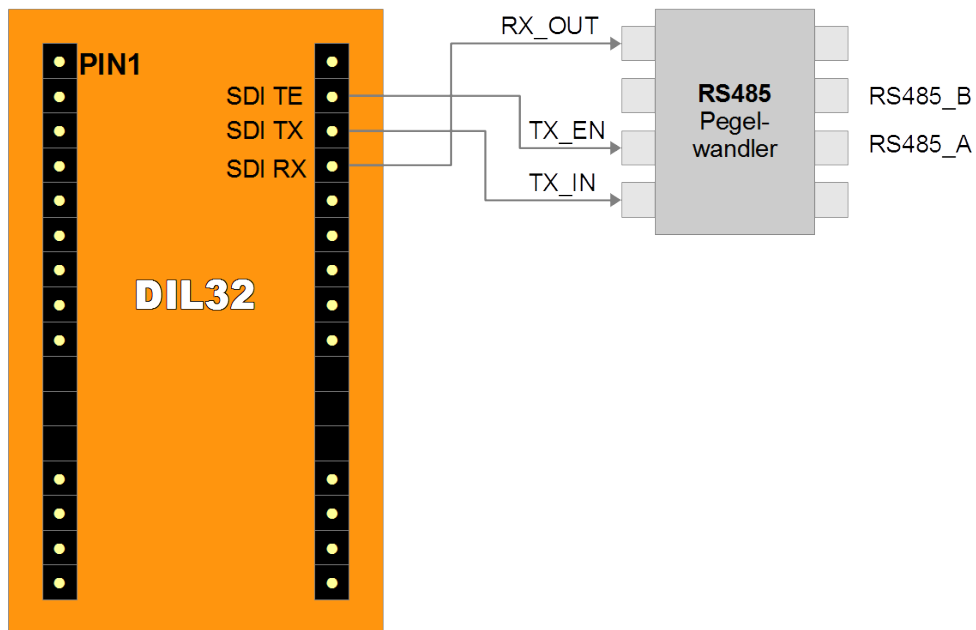 PIN1
SDI TE
SDI TX
SDI RX
DIL32
RX_OUT
TX_EN
TX_IN
RS485
Pegel-
wandler
RS485_B
RS485_A